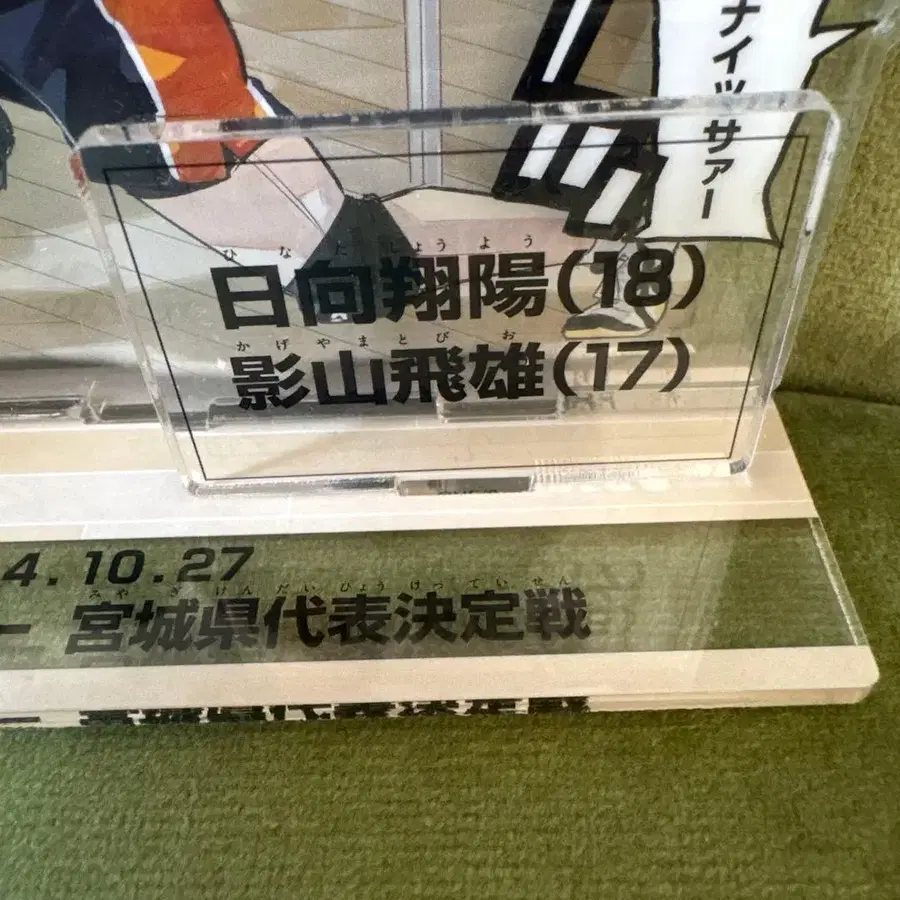 ナイッサァー
ひなたしょうよう
日向翔陽(18)
かげやまとびお
影山飛雄(17)
4.10.27
みやぎけんだいひょうけっていせん
ー 宮城県代表決定戦